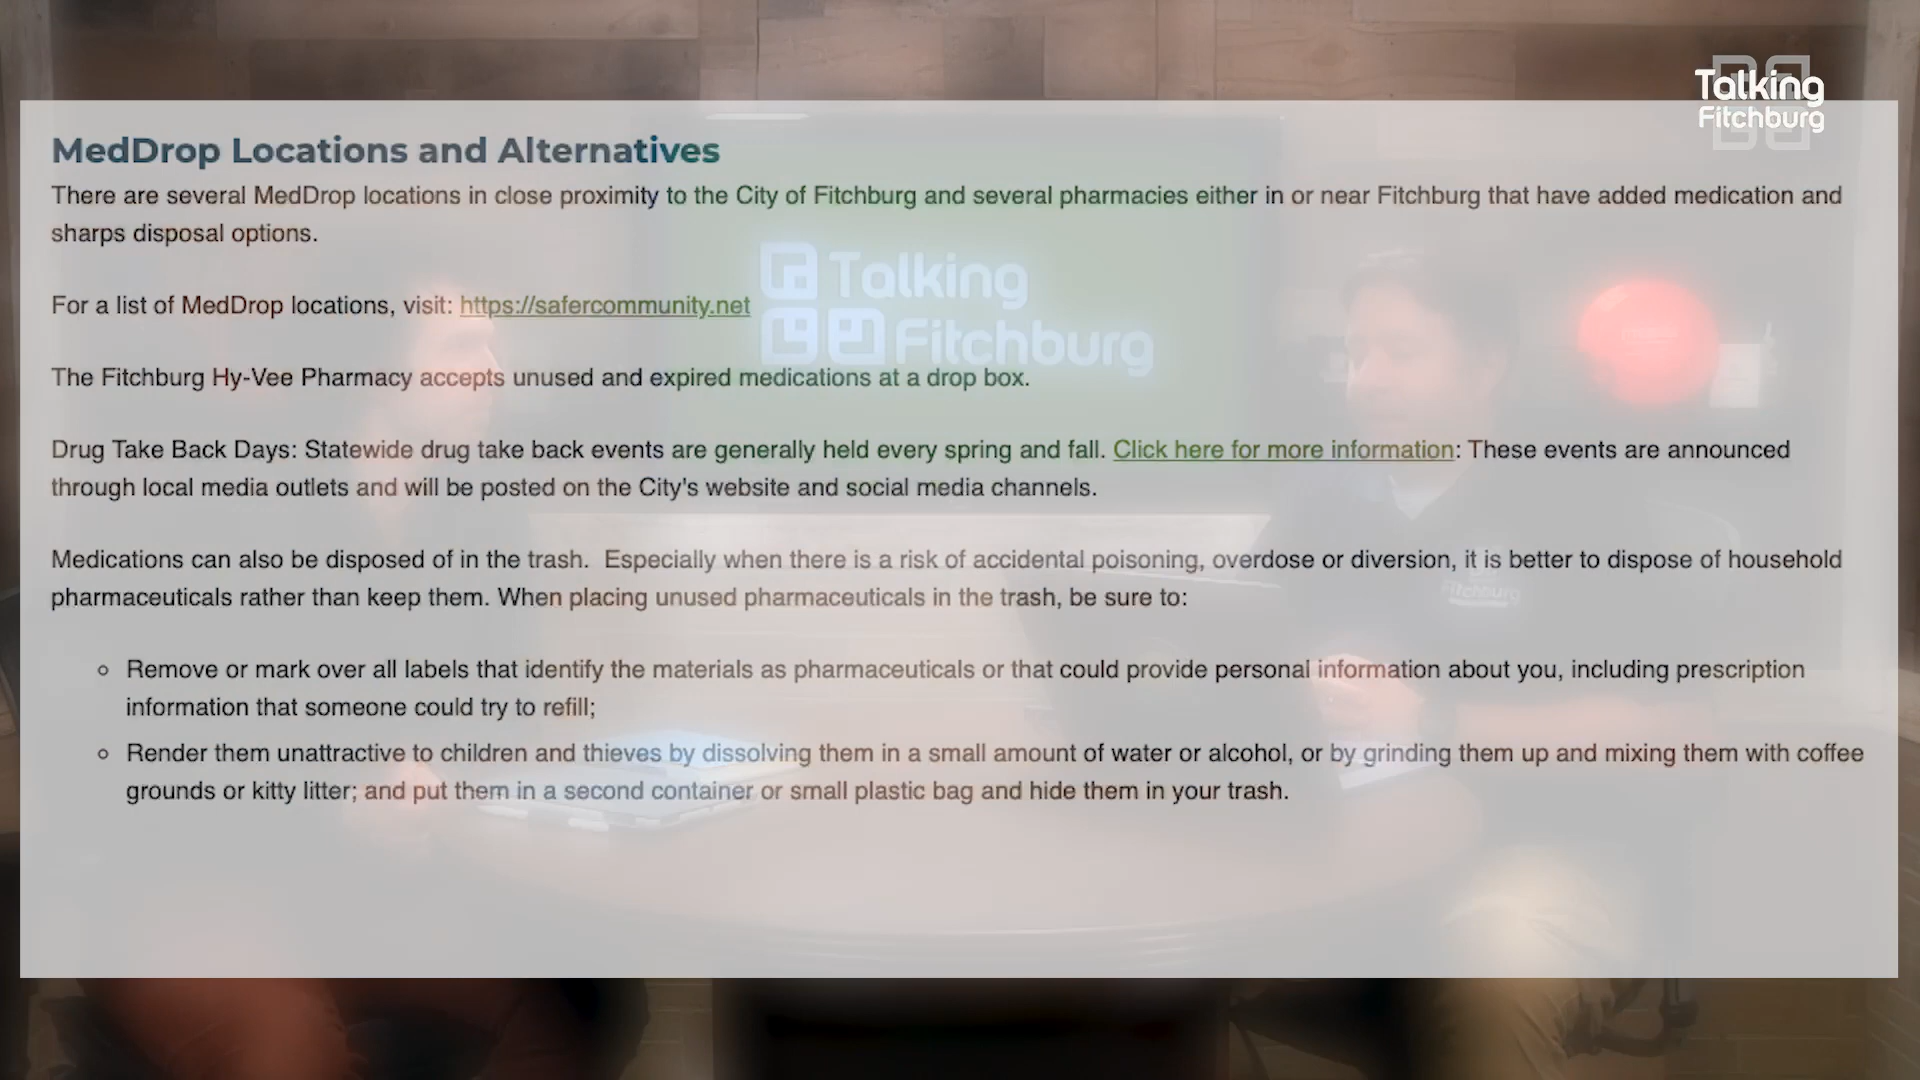 Talking
Fitchburg
MedDrop Locations and Alternatives
There are several MedDrop locations in close proximity to the City of Fitchburg and several pharmacies either in or near Fitchburg that have added medication and
sharps disposal options.
Talking
Fitchburg
For a list of MedDrop locations, visit: https://safercommunity.net
The Fitchburg Hy-Vee Pharmacy accepts unused and expired medications at a drop box.
Drug Take Back Days: Statewide drug take back events are generally held every spring and fall. Click here for more information: These events are announced
through local media outlets and will be posted on the City's website and social media channels.
Medications can also be disposed of in the trash.  Especially when there is a risk of accidental poisoning, overdose or diversion, it is better to dispose of household
pharmaceuticals rather than keep them. When placing unused pharmaceuticals in the trash, be sure to:
Fitchburg
Remove or mark over all labels that identify the materials as pharmaceuticals or that could provide personal information about you, including prescription
information that someone could try to refill;
Render them unattractive to children and thieves by dissolving them in a small amount of water or alcohol, or by grinding them up and mixing them with coffee
grounds or kitty litter; and put them in a second container or small plastic bag and hide them in your trash.